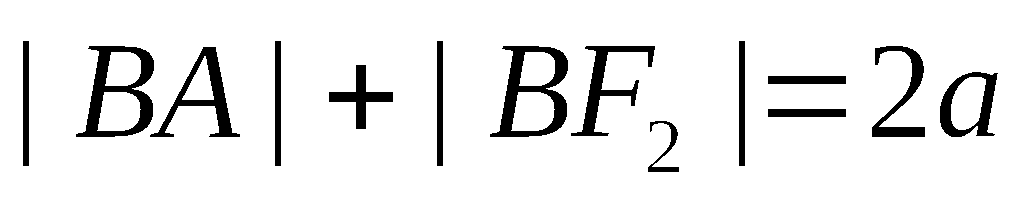 | BA | + | BF₂ |= 2a